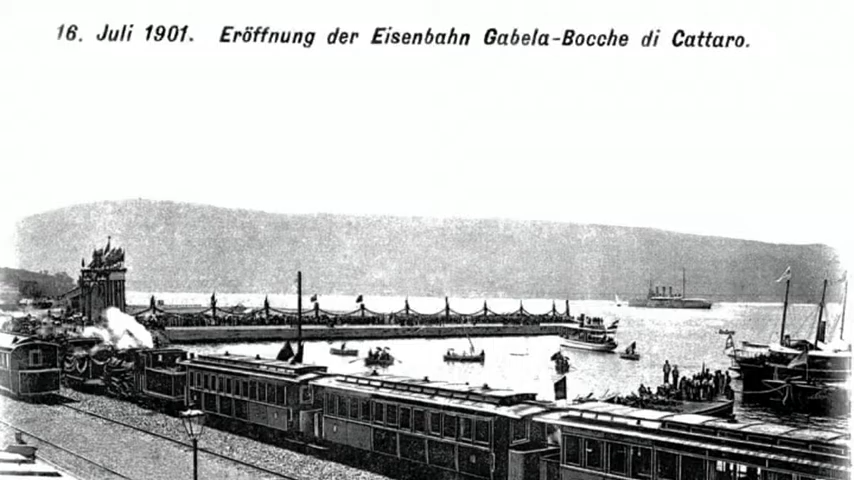 16. Juli 1901. Eröffnung der Eisenbahn Gabela-Bocche di Cattaro.